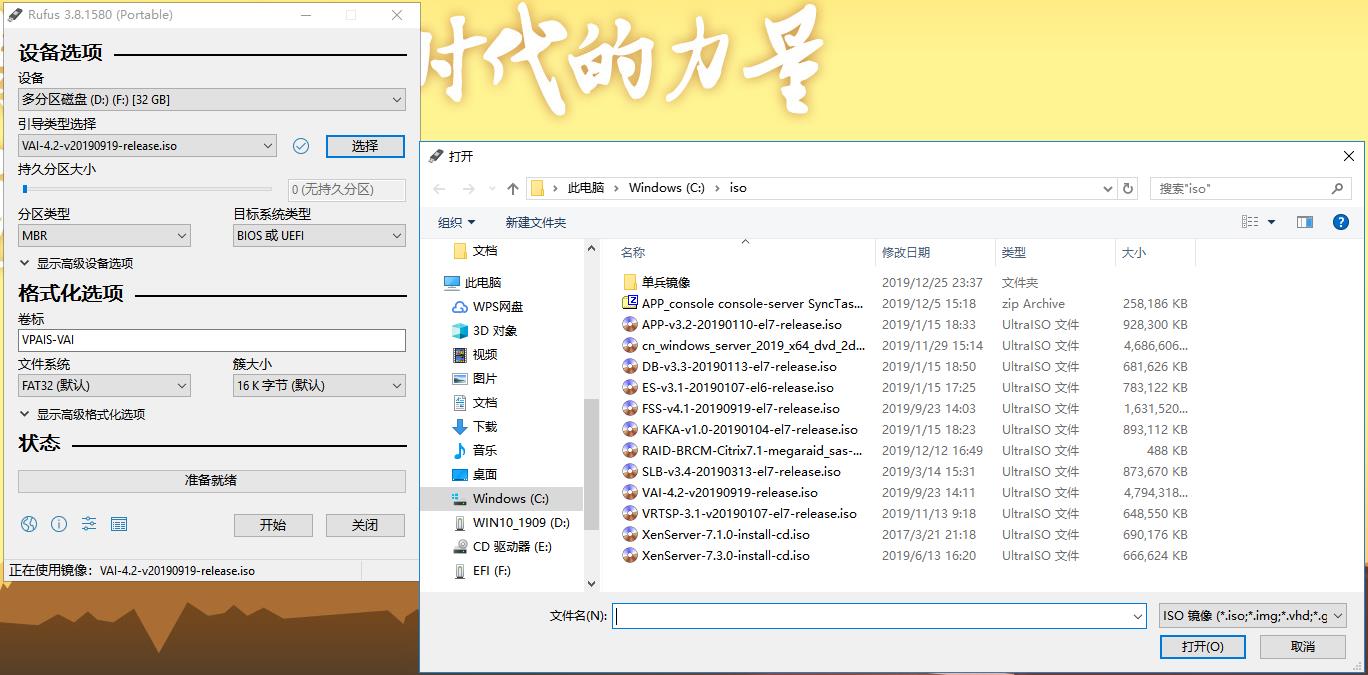 Rufus 3.8.1580 (Portable)
时代的力量
设备选项
设备
多分区磁盘 (D:) (F:) [32 GB]
引导类型选择
VAI-4.2-v20190919-release.iso
选择
持久分区大小
0 (无持久分区)
分区类型
目标系统类型
MBR
BIOS 或 UEFI
显示高级设备选项
格式化选项
卷标
VPAIS-VAI
文件系统
簇大小
FAT32 (默认)
16 K 字节 (默认)
显示高级格式化选项
状态
准备就绪
开始
关闭
正在使用镜像: VAI-4.2-v20190919-release.iso
打开
此电脑 › Windows (C:) › iso
搜索"iso"
组织
新建文件夹
文档
此电脑
WPS网盘
3D 对象
视频
图片
文档
下载
音乐
桌面
Windows (C:)
WIN10_1909 (D:)
CD 驱动器 (E:)
EFI (F:)
名称 修改日期 类型 大小
单兵镜像 2019/12/25 23:37 文件夹
APP_console console-server SyncTas... 2019/12/5 15:18 zip Archive 258,186 KB
APP-v3.2-20190110-el7-release.iso 2019/1/15 18:33 UltraISO 文件 928,300 KB
cn_windows_server_2019_x64_dvd_2d... 2019/11/29 15:14 UltraISO 文件 4,686,606...
DB-v3.3-20190113-el7-release.iso 2019/1/15 18:50 UltraISO 文件 681,626 KB
ES-v3.1-20190107-el6-release.iso 2019/1/15 17:25 UltraISO 文件 783,122 KB
FSS-v4.1-20190919-el7-release.iso 2019/9/23 14:03 UltraISO 文件 1,631,520...
KAFKA-v1.0-20190104-el7-release.iso 2019/1/15 18:23 UltraISO 文件 893,112 KB
RAID-BRCM-Citrix7.1-megaraid_sas-... 2019/12/12 16:49 UltraISO 文件 488 KB
SLB-v3.4-20190313-el7-release.iso 2019/3/14 15:31 UltraISO 文件 873,670 KB
VAI-4.2-v20190919-release.iso 2019/9/23 14:11 UltraISO 文件 4,794,318...
VRTSP-3.1-v20190107-el7-release.iso 2019/11/13 9:18 UltraISO 文件 648,550 KB
XenServer-7.1.0-install-cd.iso 2017/3/21 21:18 UltraISO 文件 690,176 KB
XenServer-7.3.0-install-cd.iso 2019/6/13 16:20 UltraISO 文件 666,624 KB
文件名(N):
ISO 镜像 (*.iso;*.img;*.vhd;*.g
打开(O)
取消